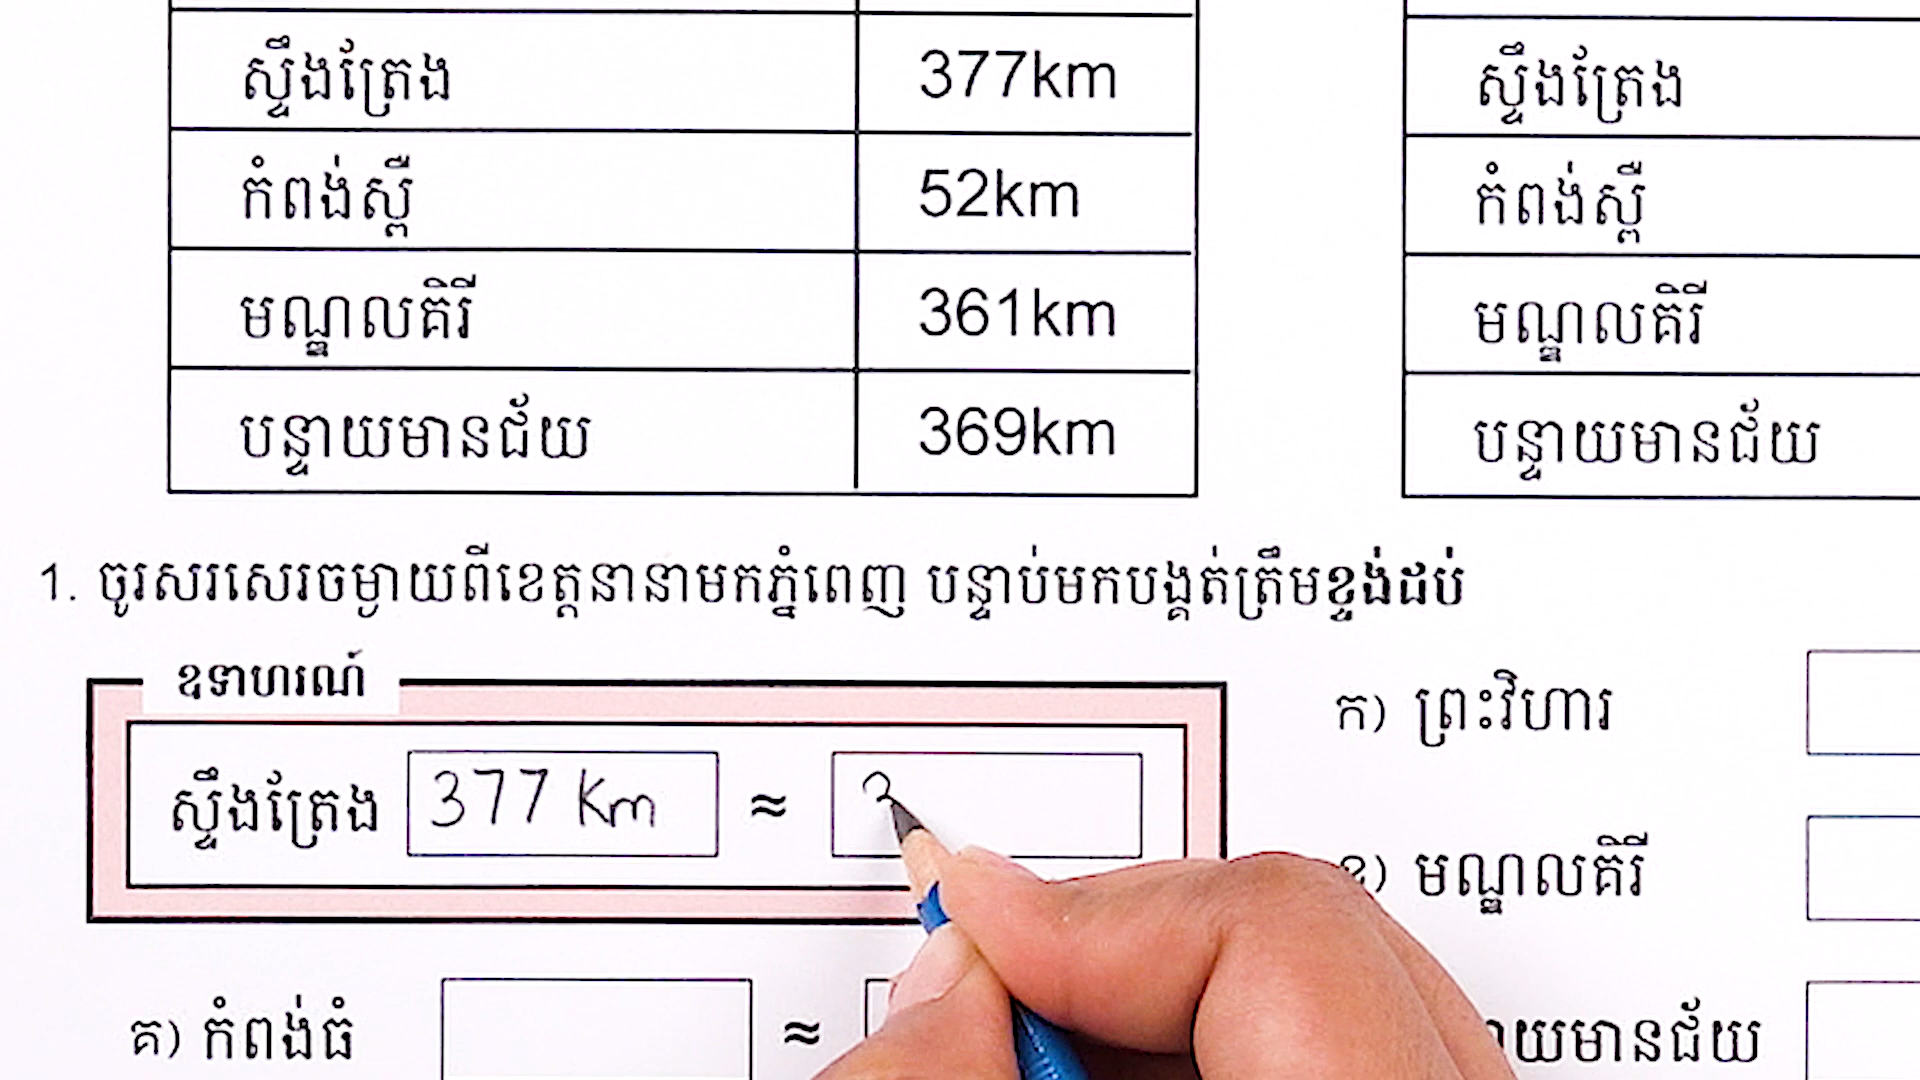 ស្ទឹងត្រែង 377km
កំពង់ស្ពឺ 52km
មណ្ឌលគិរី 361km
បន្ទាយមានជ័យ 369km
ស្ទឹងត្រែង
កំពង់ស្ពឺ
មណ្ឌលគិរី
បន្ទាយមានជ័យ
1. ចូរសរសេរចម្ងាយពីខេត្តនានាមកភ្នំពេញ បន្ទាប់មកបង្គត់ត្រឹមខ្ទង់ដប់
ឧទាហរណ៍
ស្ទឹងត្រែង 377 Km ≈
ក) ព្រះវិហារ
ខ) មណ្ឌលគិរី
គ) កំពង់ធំ ≈